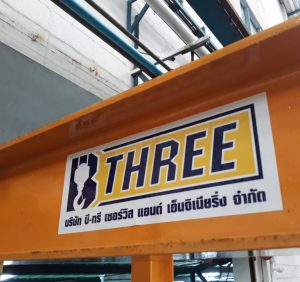 B THREE
บริษัท บี-ทรี เซอร์วิส แอนด์ เอ็นจิเนียริ่ง จำกัด